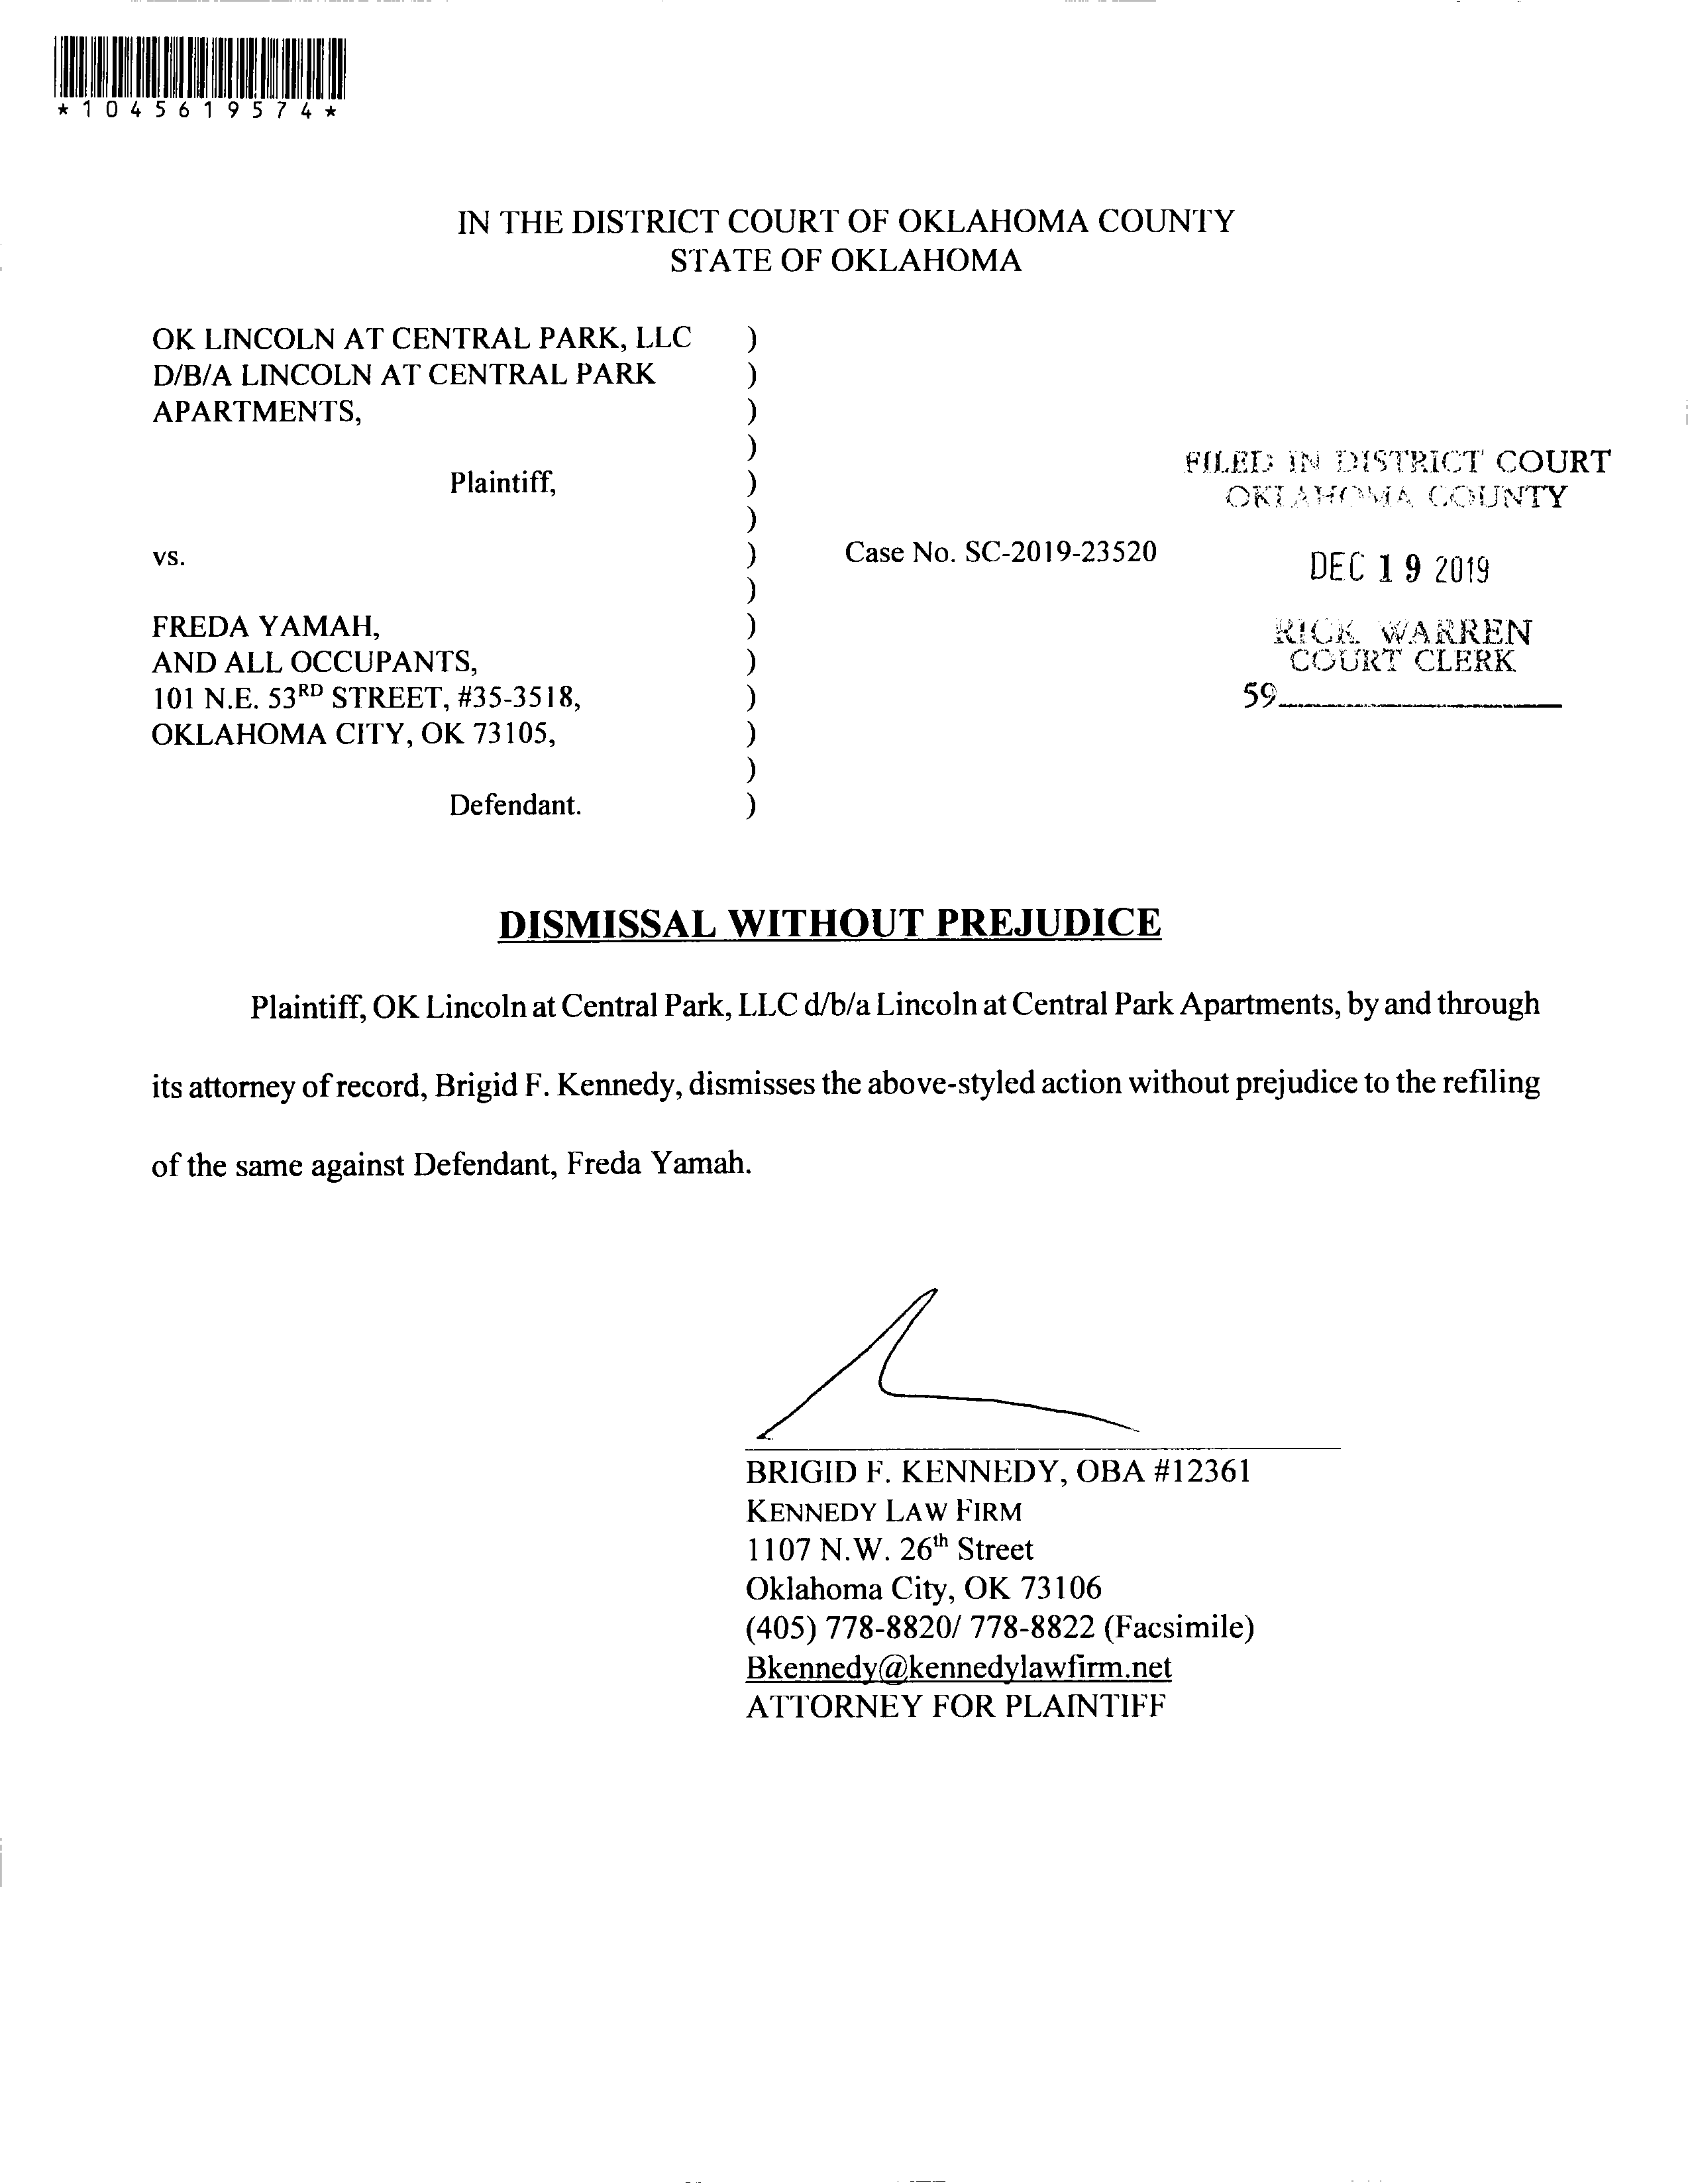 *1045619574*
IN THE DISTRICT COURT OF OKLAHOMA COUNTY
STATE OF OKLAHOMA
OK LINCOLN AT CENTRAL PARK, LLC )
D/B/A LINCOLN AT CENTRAL PARK )
APARTMENTS, )
)
Plaintiff, )
)
vs. ) Case No. SC-2019-23520
)
FREDA YAMAH, )
AND ALL OCCUPANTS, )
101 N.E. 53RD STREET, #35-3518, )
OKLAHOMA CITY, OK 73105, )
)
Defendant. )
FILED IN DISTRICT COURT
OKLAHOMA COUNTY
DEC 19 2019
RICK WARREN
COURT CLERK
59
DISMISSAL WITHOUT PREJUDICE
Plaintiff, OK Lincoln at Central Park, LLC d/b/a Lincoln at Central Park Apartments, by and through
its attorney of record, Brigid F. Kennedy, dismisses the above-styled action without prejudice to the refiling
of the same against Defendant, Freda Yamah.
BRIGID F. KENNEDY, OBA #12361
KENNEDY LAW FIRM
1107 N.W. 26th Street
Oklahoma City, OK 73106
(405) 778-8820/ 778-8822 (Facsimile)
Bkennedy@kennedylawfirm.net
ATTORNEY FOR PLAINTIFF